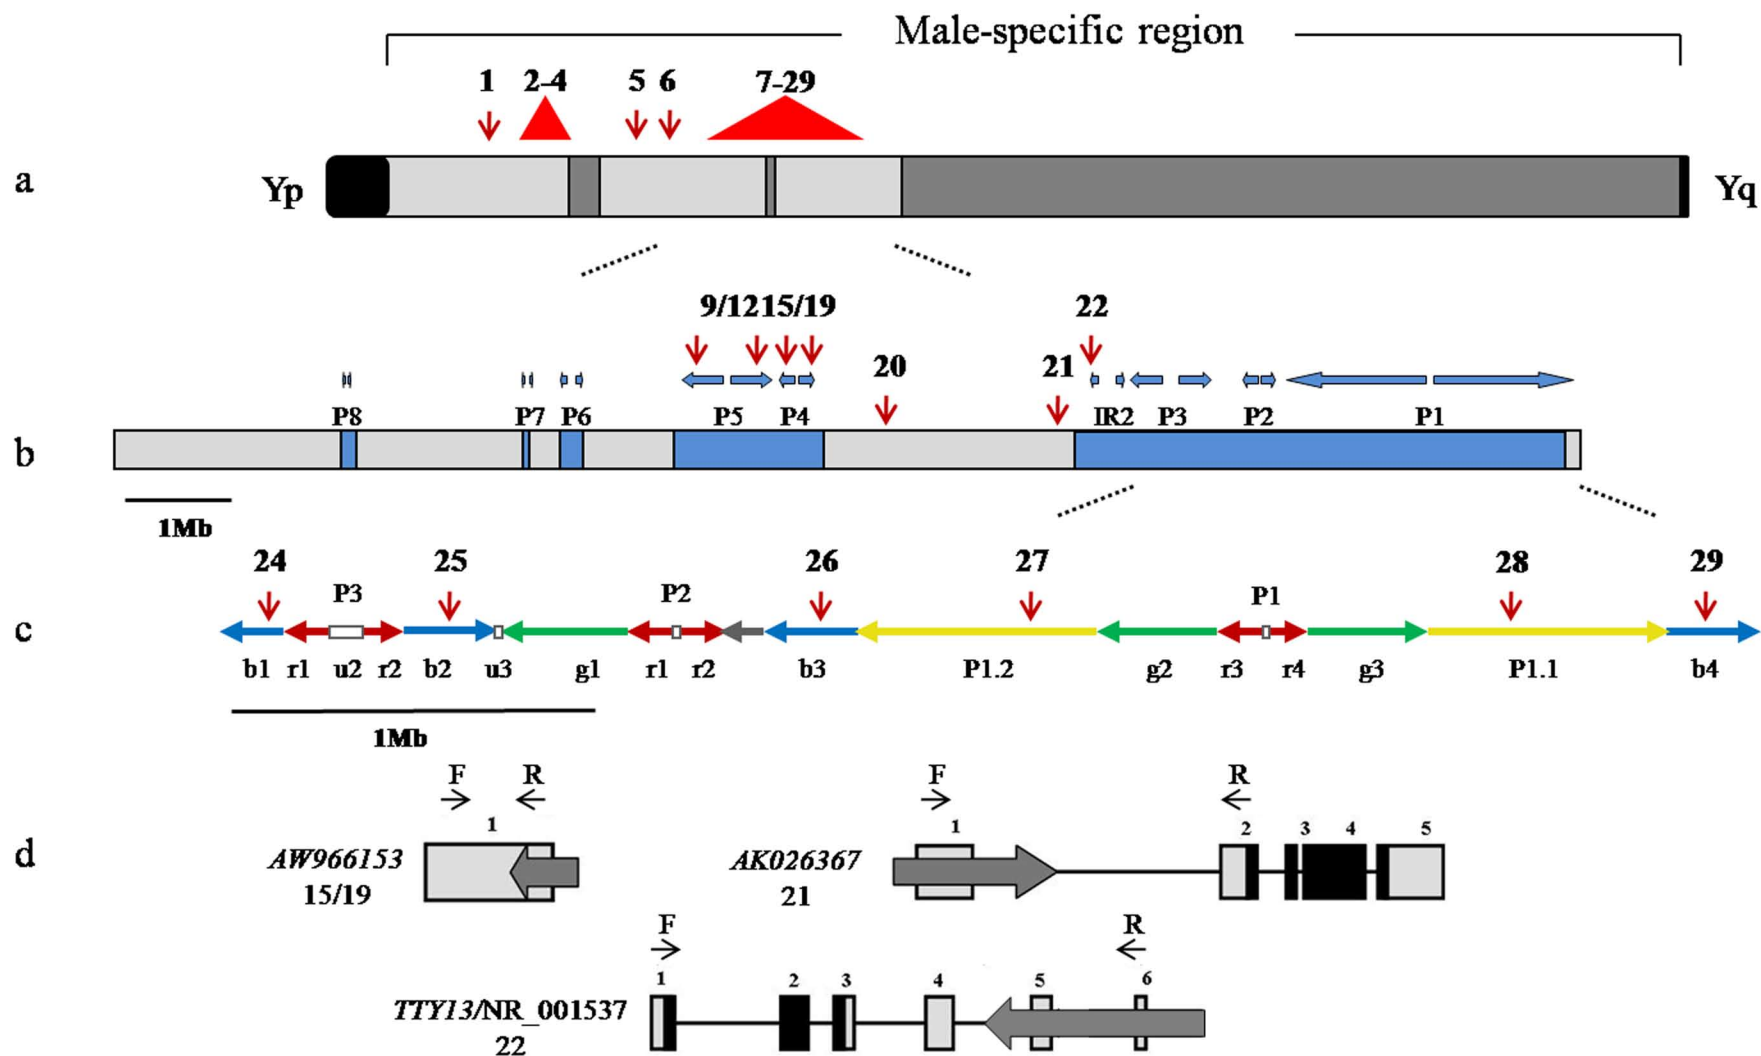 Male-specific region
1 2-4 5 6 7-29
a Yp Yq
9/12 15/19 22
20 21
P8 P7 P6 P5 P4 IR2 P3 P2 P1
b
1Mb
24 25 26 27 28 29
P3 P2 P1
c
b1 r1 u2 r2 b2 u3 g1 r1 r2 b3 P1.2 g2 r3 r4 g3 P1.1 b4
1Mb
F R F R
1 1 2 3 4 5
d AW966153 AK026367
15/19 21
F R
1 2 3 4 5 6
TTY13/NR_001537
22